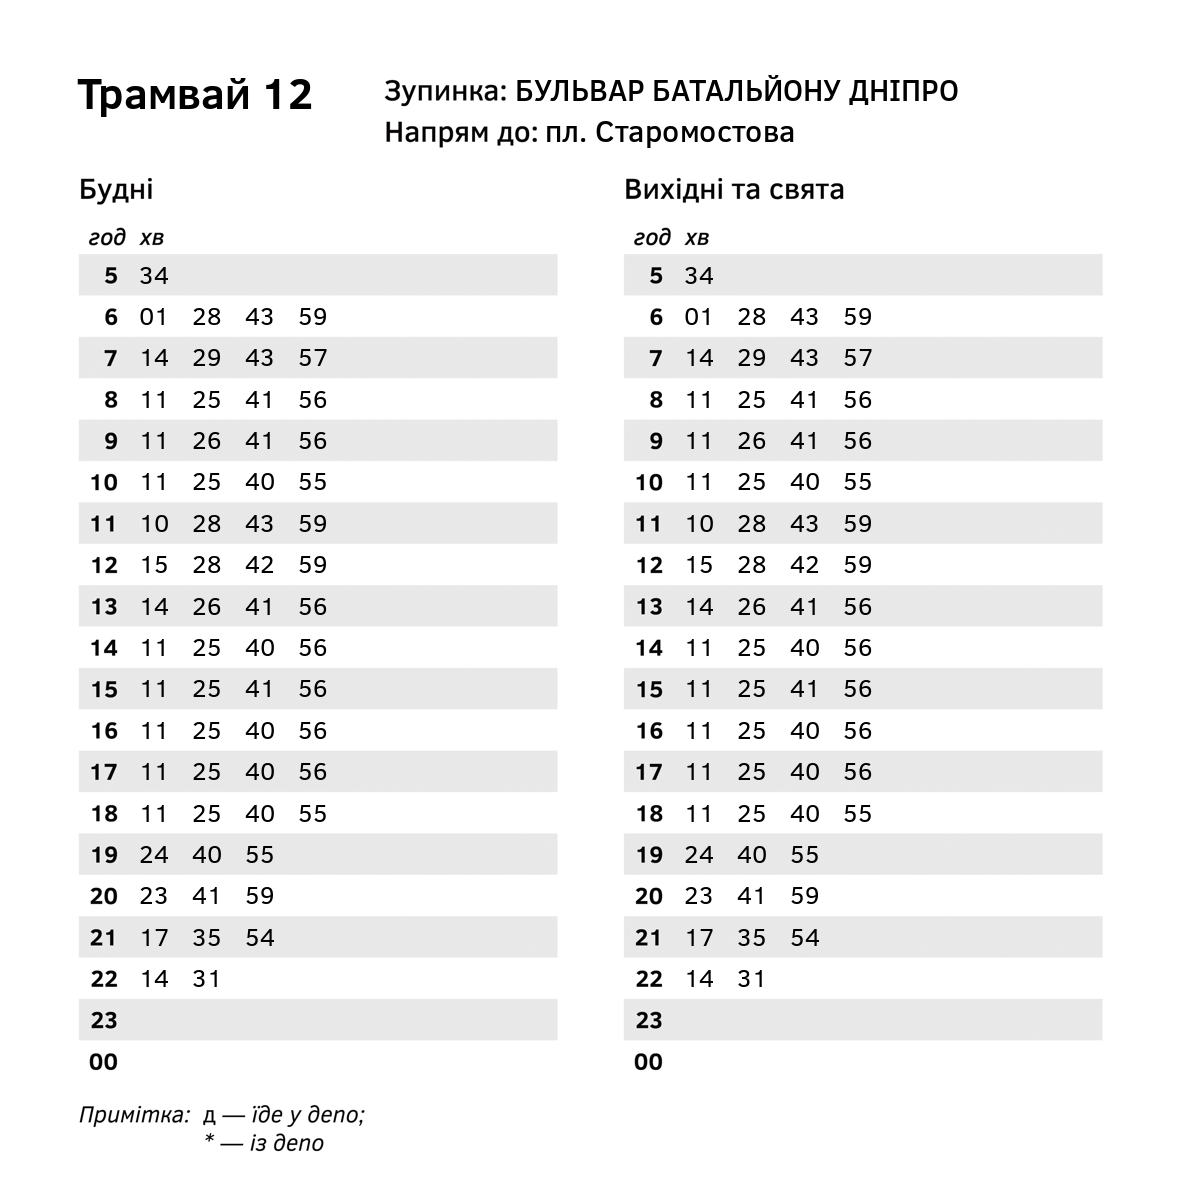 Трамвай 12
Зупинка: БУЛЬВАР БАТАЛЬЙОНУ ДНІПРО
Напрям до: пл. Старомостова
Будні
год хв
5 34
6 01 28 43 59
7 14 29 43 57
8 11 25 41 56
9 11 26 41 56
10 11 25 40 55
11 10 28 43 59
12 15 28 42 59
13 14 26 41 56
14 11 25 40 56
15 11 25 41 56
16 11 25 40 56
17 11 25 40 56
18 11 25 40 55
19 24 40 55
20 23 41 59
21 17 35 54
22 14 31
23
00
Вихідні та свята
год хв
5 34
6 01 28 43 59
7 14 29 43 57
8 11 25 41 56
9 11 26 41 56
10 11 25 40 55
11 10 28 43 59
12 15 28 42 59
13 14 26 41 56
14 11 25 40 56
15 11 25 41 56
16 11 25 40 56
17 11 25 40 56
18 11 25 40 55
19 24 40 55
20 23 41 59
21 17 35 54
22 14 31
23
00
Примітка: д — їде у депо;
* — із депо